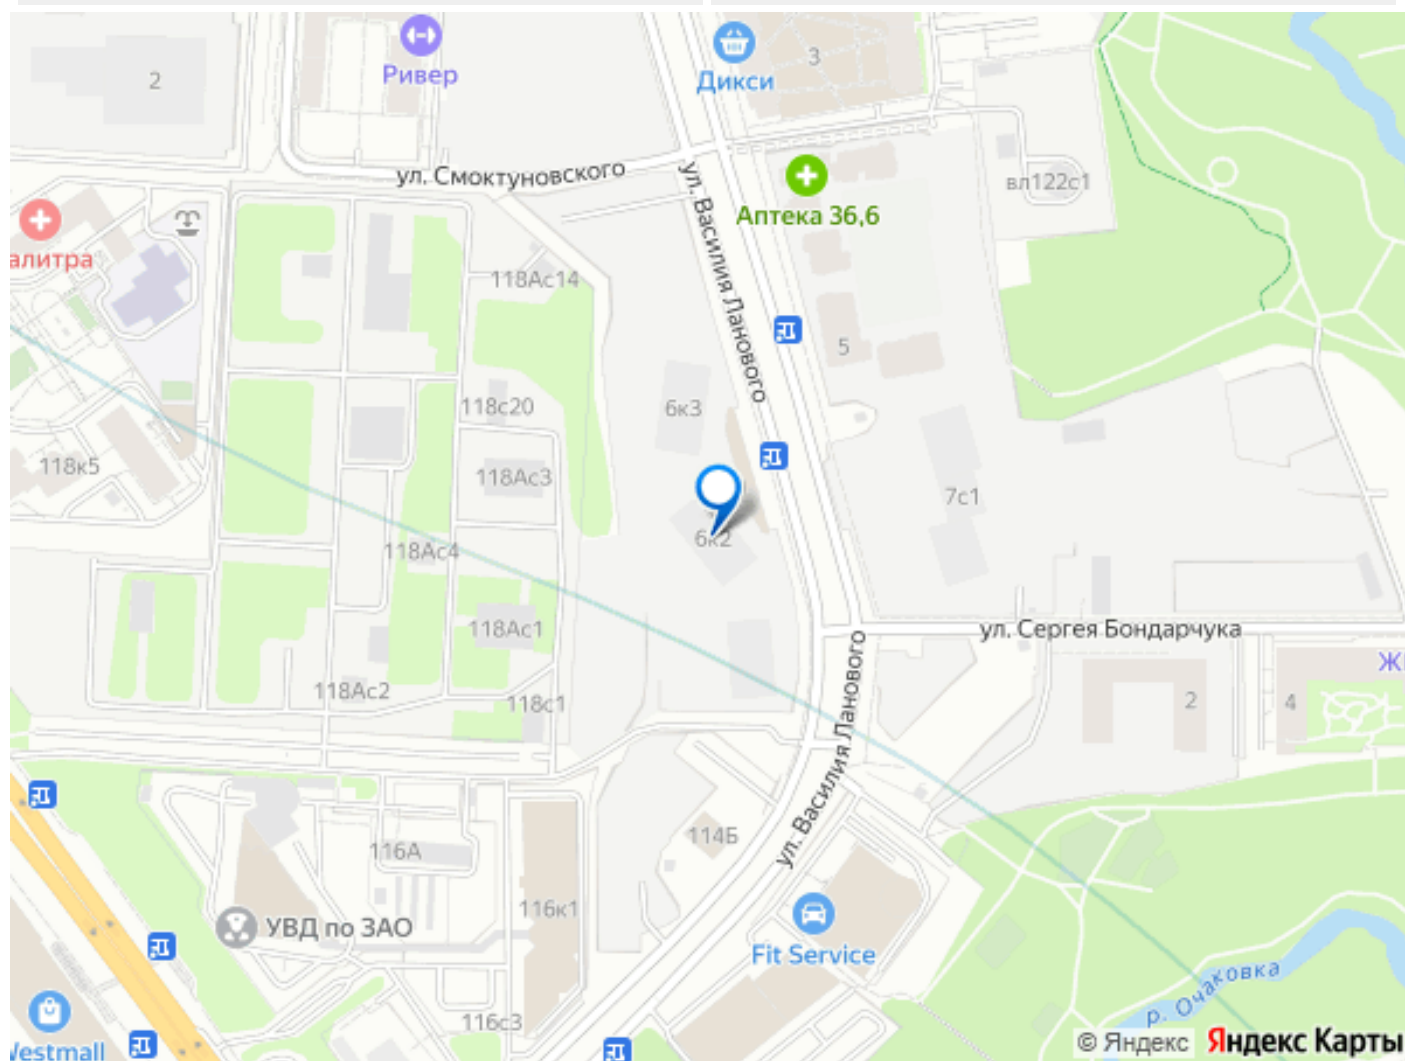 2
Ривер
Дикси
3
ул. Смоктуновского
Аптека 36,6
вл122с1
алитра
ул. Василия Ланового
118Ас14
5
6к3
118с20
118к5
118Ас3
7с1
6к2
118Ас4
118Ас1
ул. Сергея Бондарчука
118Ас2
118с1
2
4
ул. Василия Ланового
114Б
116А
116к1
УВД по ЗАО
Fit Service
р. Очаковка
116с3
Westmall
© Яндекс Яндекс Карты